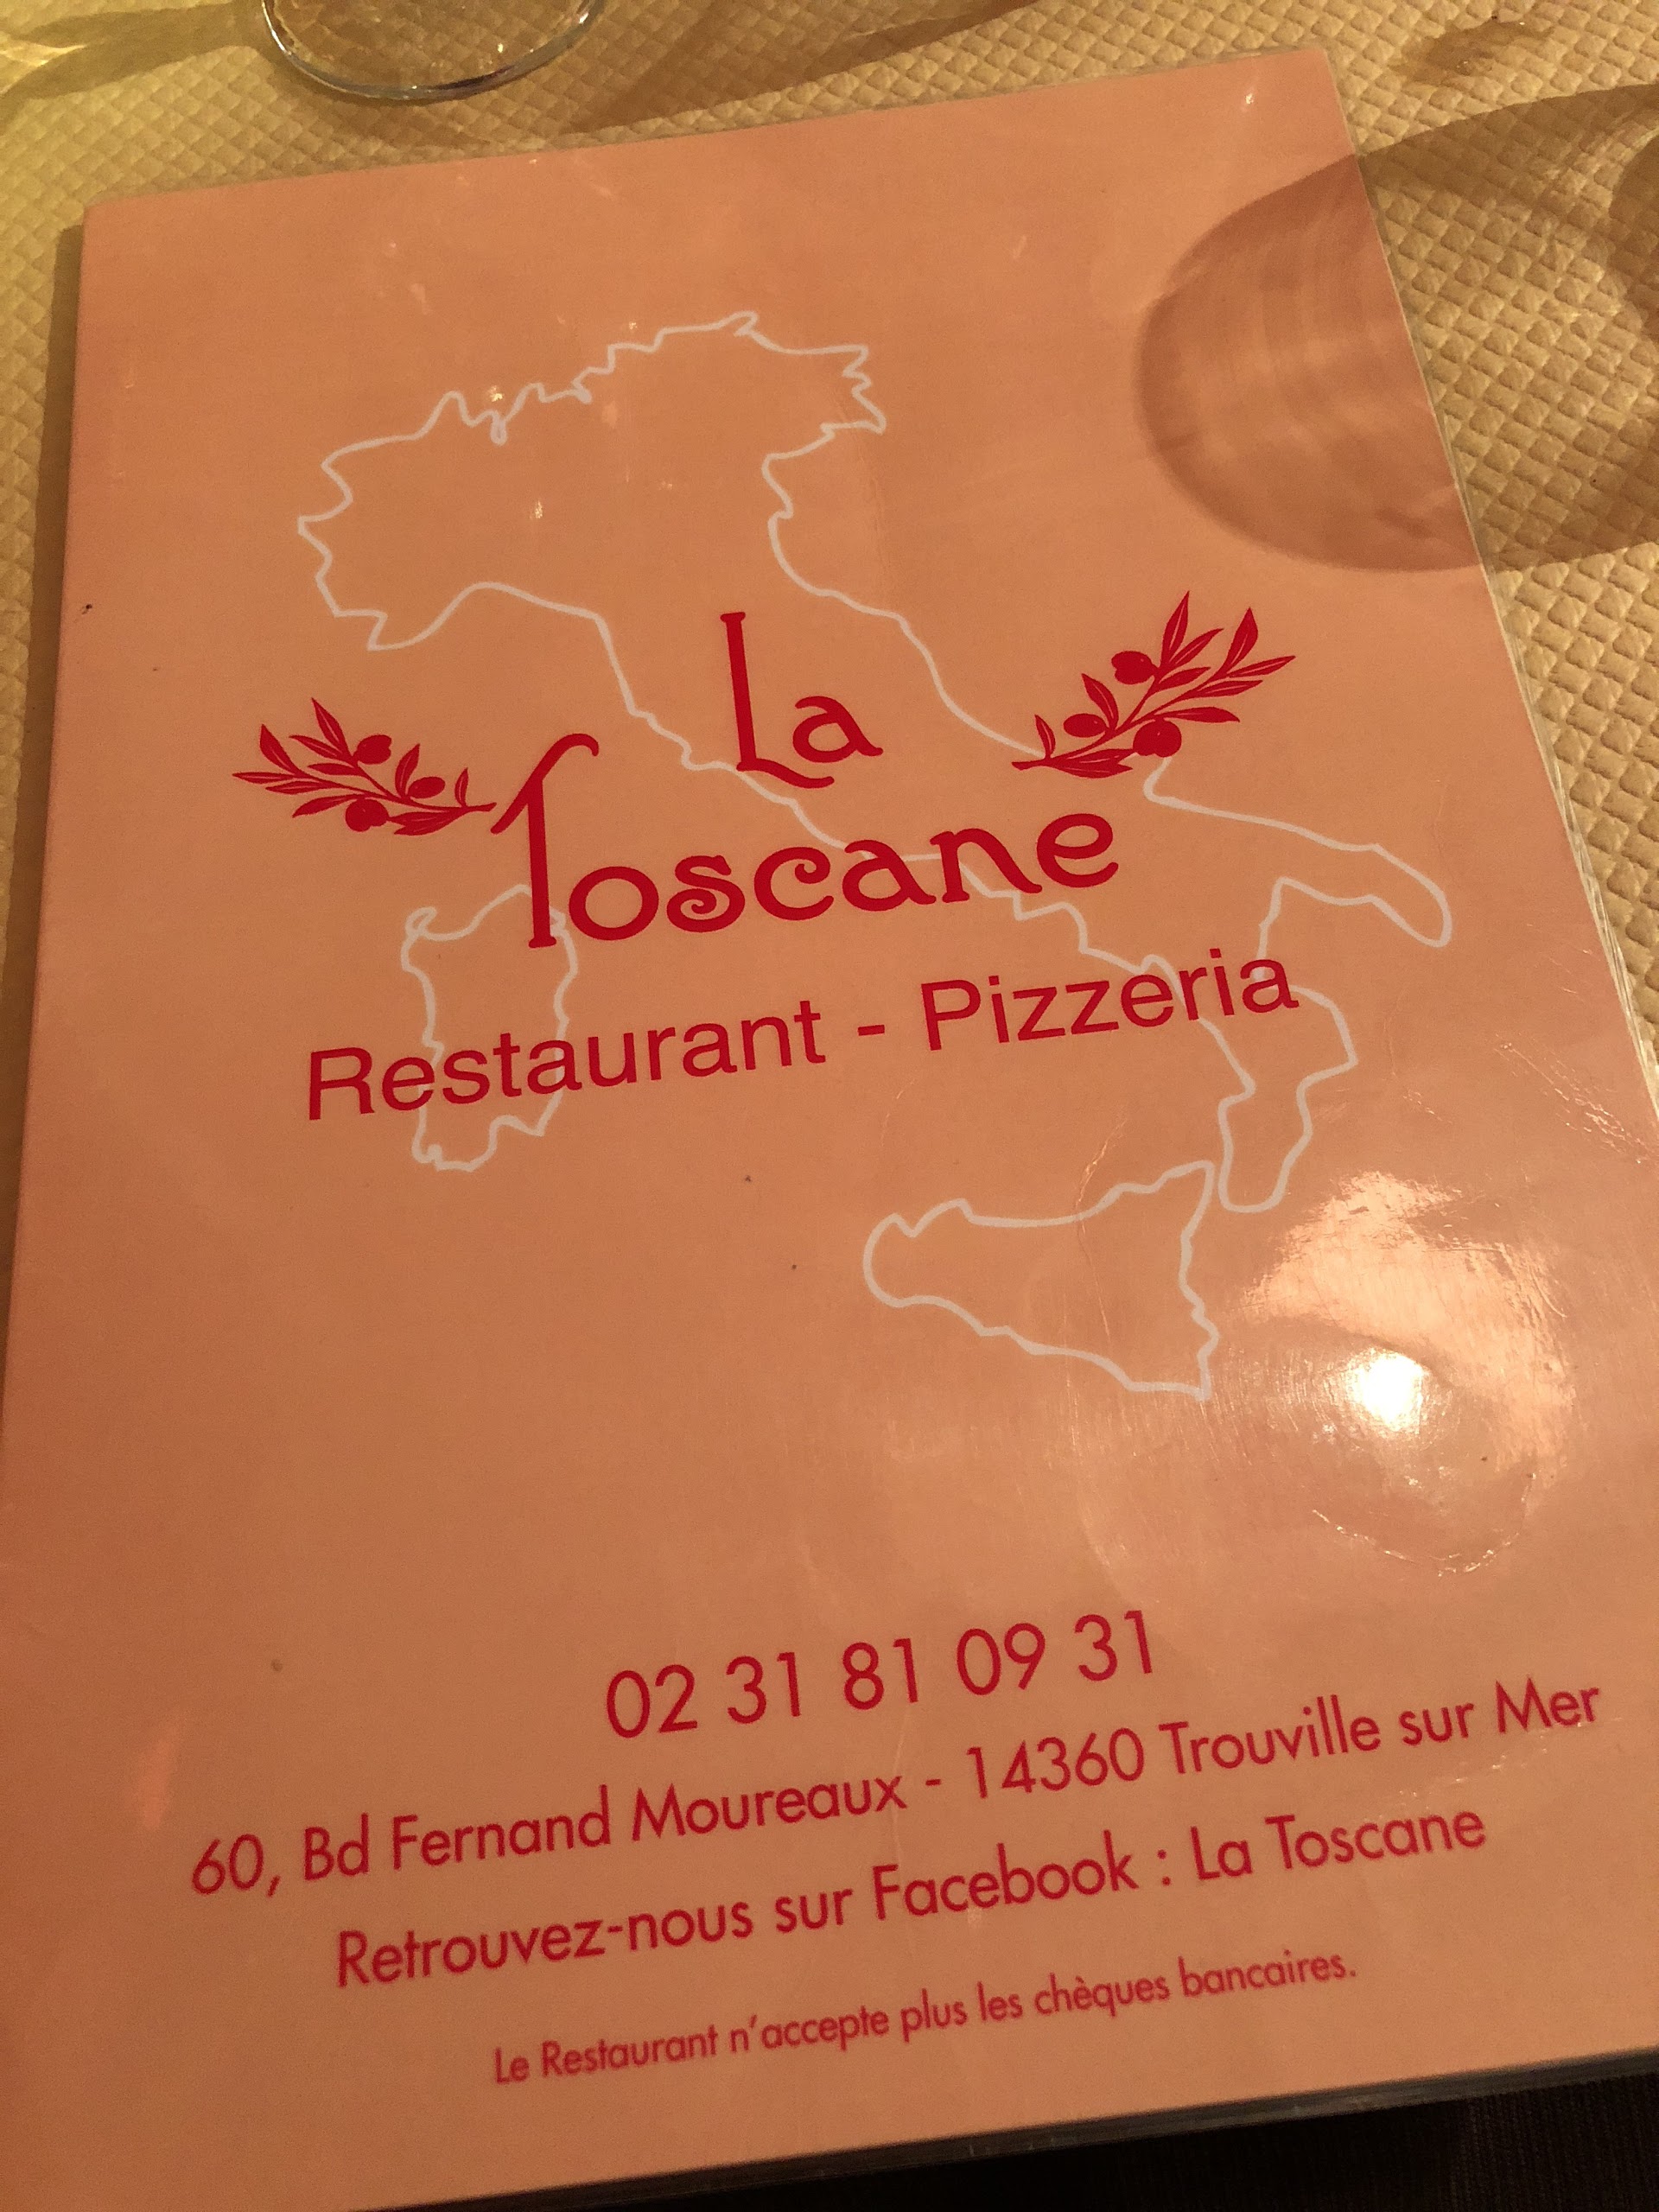 La
Toscane
Restaurant - Pizzeria
02 31 81 09 31
60, Bd Fernand Moureaux - 14360 Trouville sur Mer
Retrouvez-nous sur Facebook : La Toscane
Le Restaurant n'accepte plus les chèques bancaires.